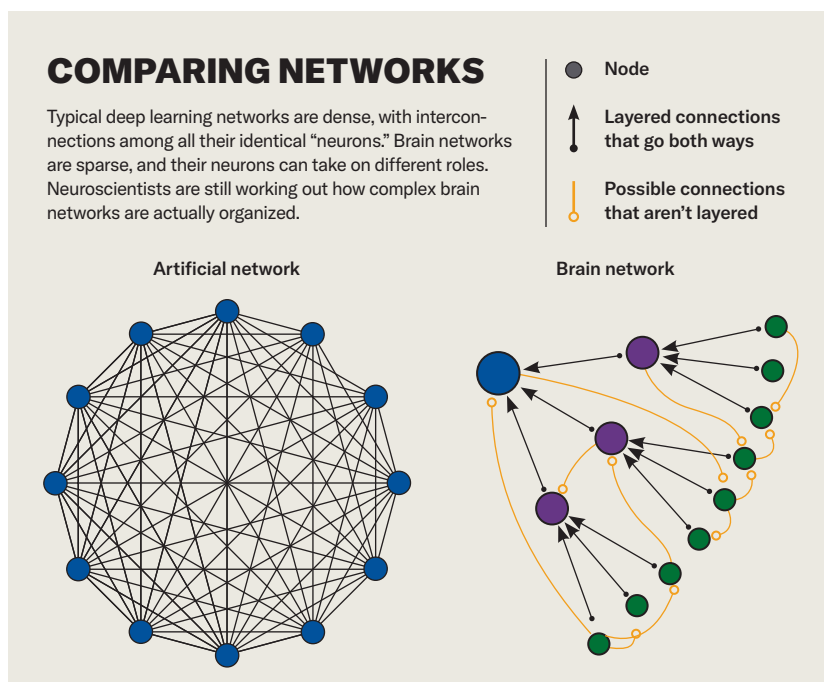 COMPARING NETWORKS
Typical deep learning networks are dense, with intercon-
nections among all their identical “neurons.” Brain networks
are sparse, and their neurons can take on different roles.
Neuroscientists are still working out how complex brain
networks are actually organized.
Node
Layered connections
that go both ways
Possible connections
that aren’t layered
Artificial network
Brain network